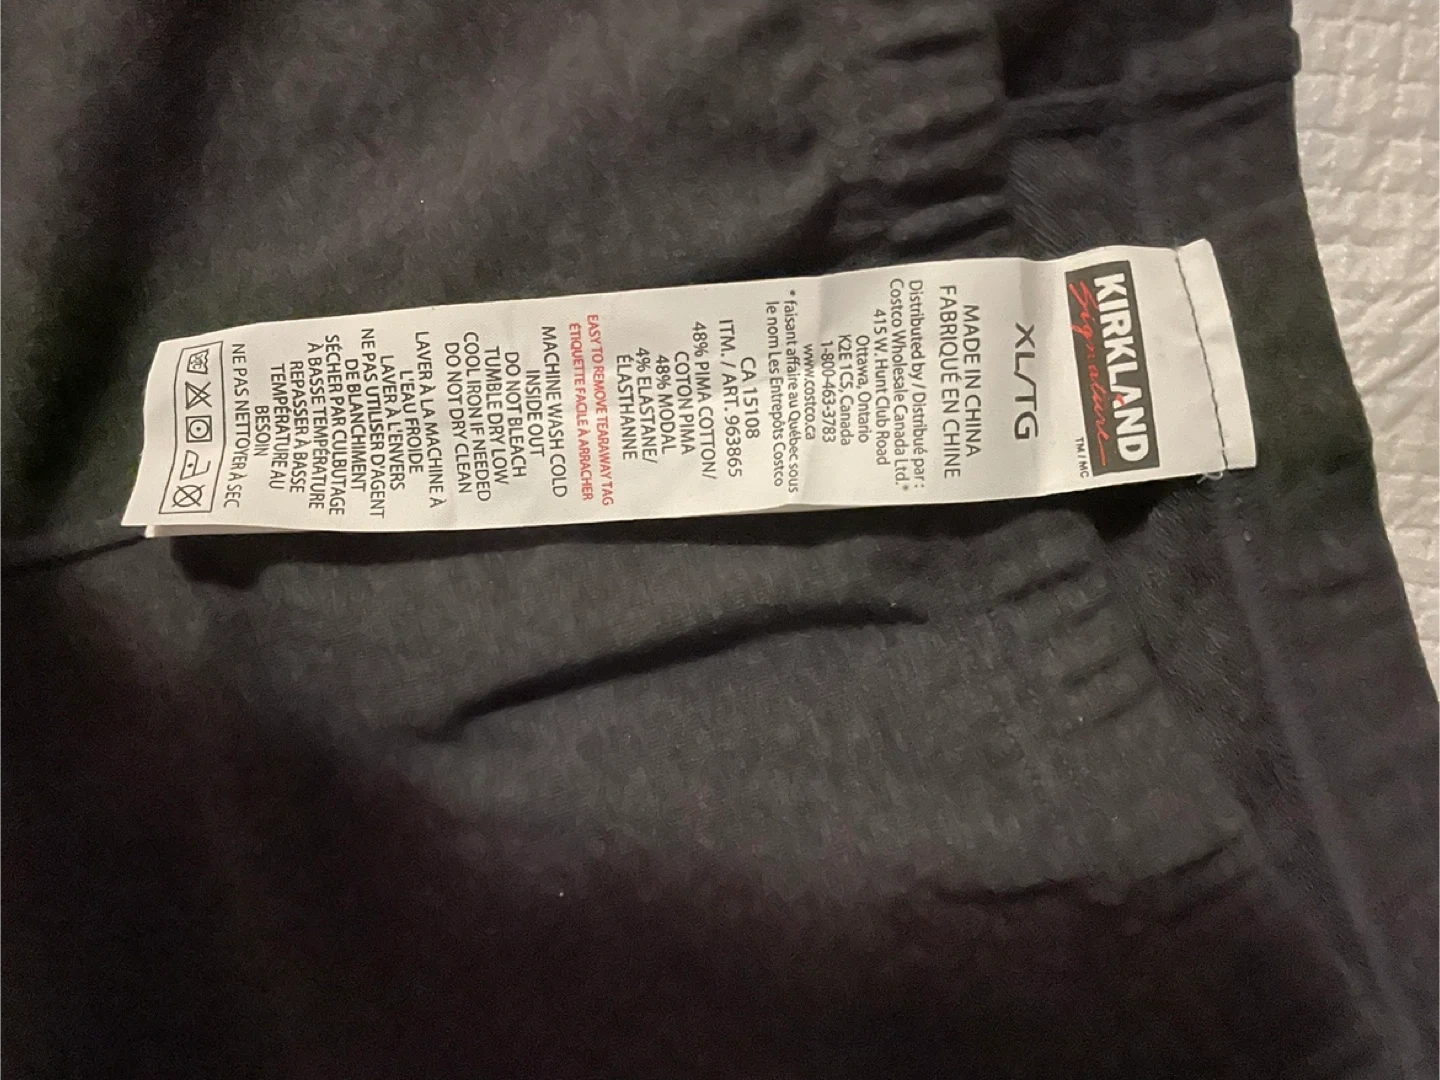 KIRKLAND
Signature
TM / MC
XL/TG
MADE IN CHINA
FABRIQUÉ EN CHINE
Distributed by / Distribué par :
Costco Wholesale Canada Ltd.*
415 W. Hunt Club Road
Ottawa, Ontario
K2E 1C5, Canada
1-800-463-3783
www.costco.ca
* faisant affaire au Québec sous
le nom Les Entrepôts Costco
CA 15108
ITM. / ART. 963865
48% PIMA COTTON/
COTON PIMA
48% MODAL
4% ELASTANE/
ÉLASTHANNE
EASY TO REMOVE TEARAWAY TAG
ÉTIQUETTE FACILE À ARRACHER
MACHINE WASH COLD
INSIDE OUT
DO NOT BLEACH
TUMBLE DRY LOW
COOL IRON IF NEEDED
DO NOT DRY CLEAN
LAVER À LA MACHINE À
L'EAU FROIDE
LAVER À L'ENVERS
NE PAS UTILISER D'AGENT
DE BLANCHIMENT
SÉCHER PAR CULBUTAGE
À BASSE TEMPÉRATURE
REPASSER À BASSE
TEMPÉRATURE AU
BESOIN
NE PAS NETTOYER À SEC